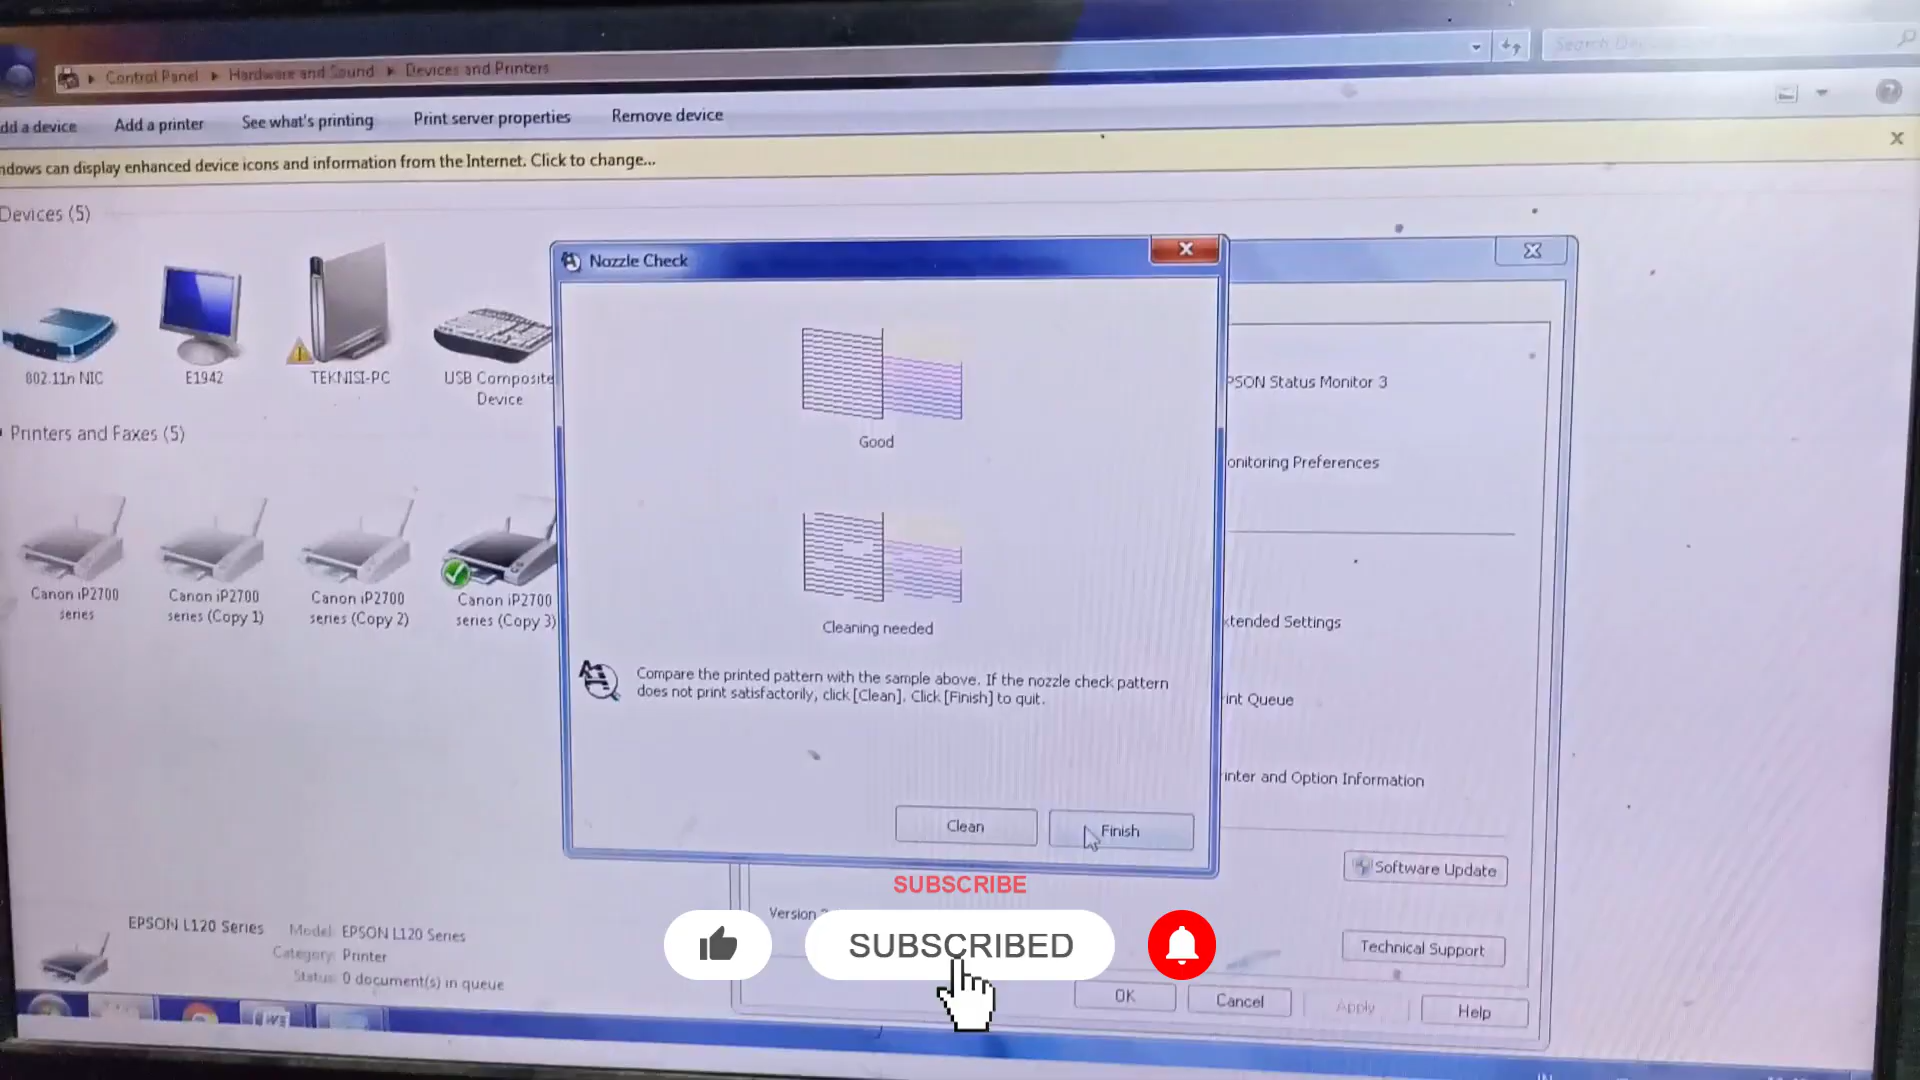 Control Panel ▸ Hardware and Sound ▸ Devices and Printers
dd a device Add a printer See what's printing Print server properties Remove device
ndows can display enhanced device icons and information from the Internet. Click to change...
Devices (5)
802.11n NIC
E1942
TEKNISI-PC
USB Composite
Device
Printers and Faxes (5)
Canon iP2700
series
Canon iP2700
series (Copy 1)
Canon iP2700
series (Copy 2)
Canon iP2700
series (Copy 3)
Nozzle Check
Good
Cleaning needed
Compare the printed pattern with the sample above. If the nozzle check pattern
does not print satisfactorily, click [Clean]. Click [Finish] to quit.
Clean
Finish
PSON Status Monitor 3
onitoring Preferences
xtended Settings
int Queue
inter and Option Information
Software Update
Technical Support
Version
OK
Cancel
Apply
Help
EPSON L120 Series
Model: EPSON L120 Series
Category: Printer
Status: 0 document(s) in queue
SUBSCRIBE
SUBSCRIBED